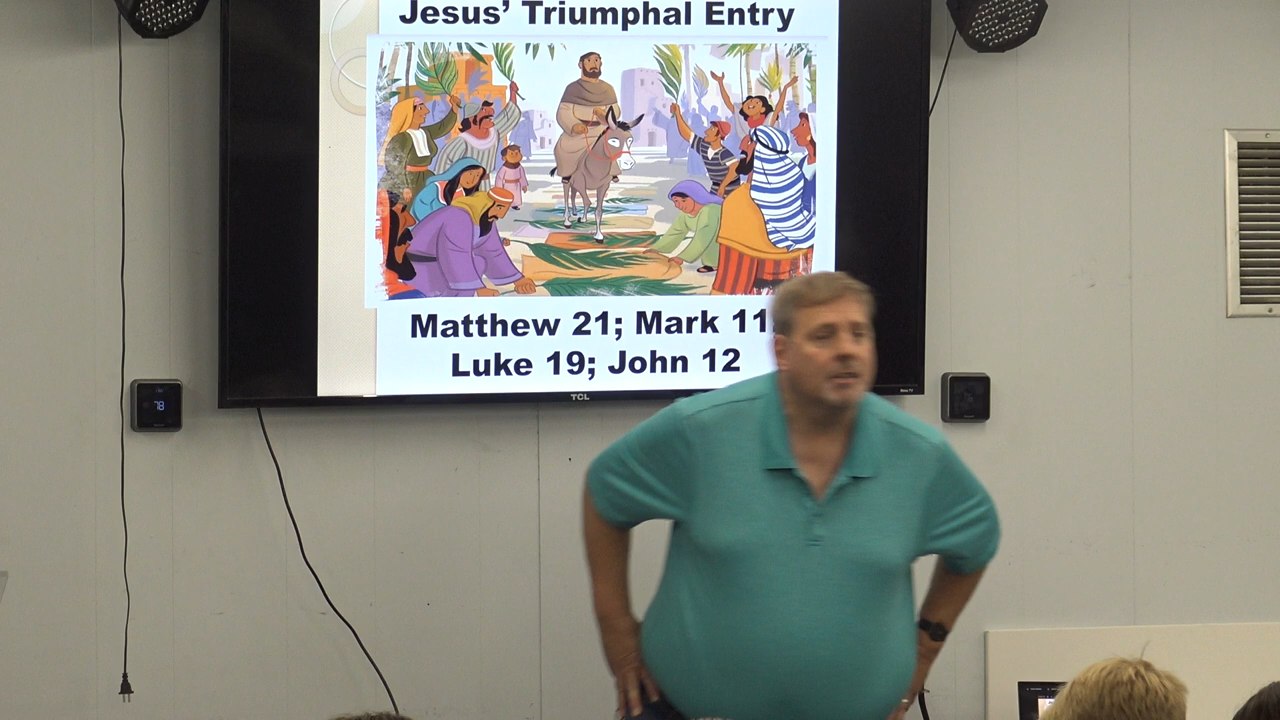 Jesus’ Triumphal Entry
Matthew 21; Mark 11
Luke 19; John 12
TCL
78